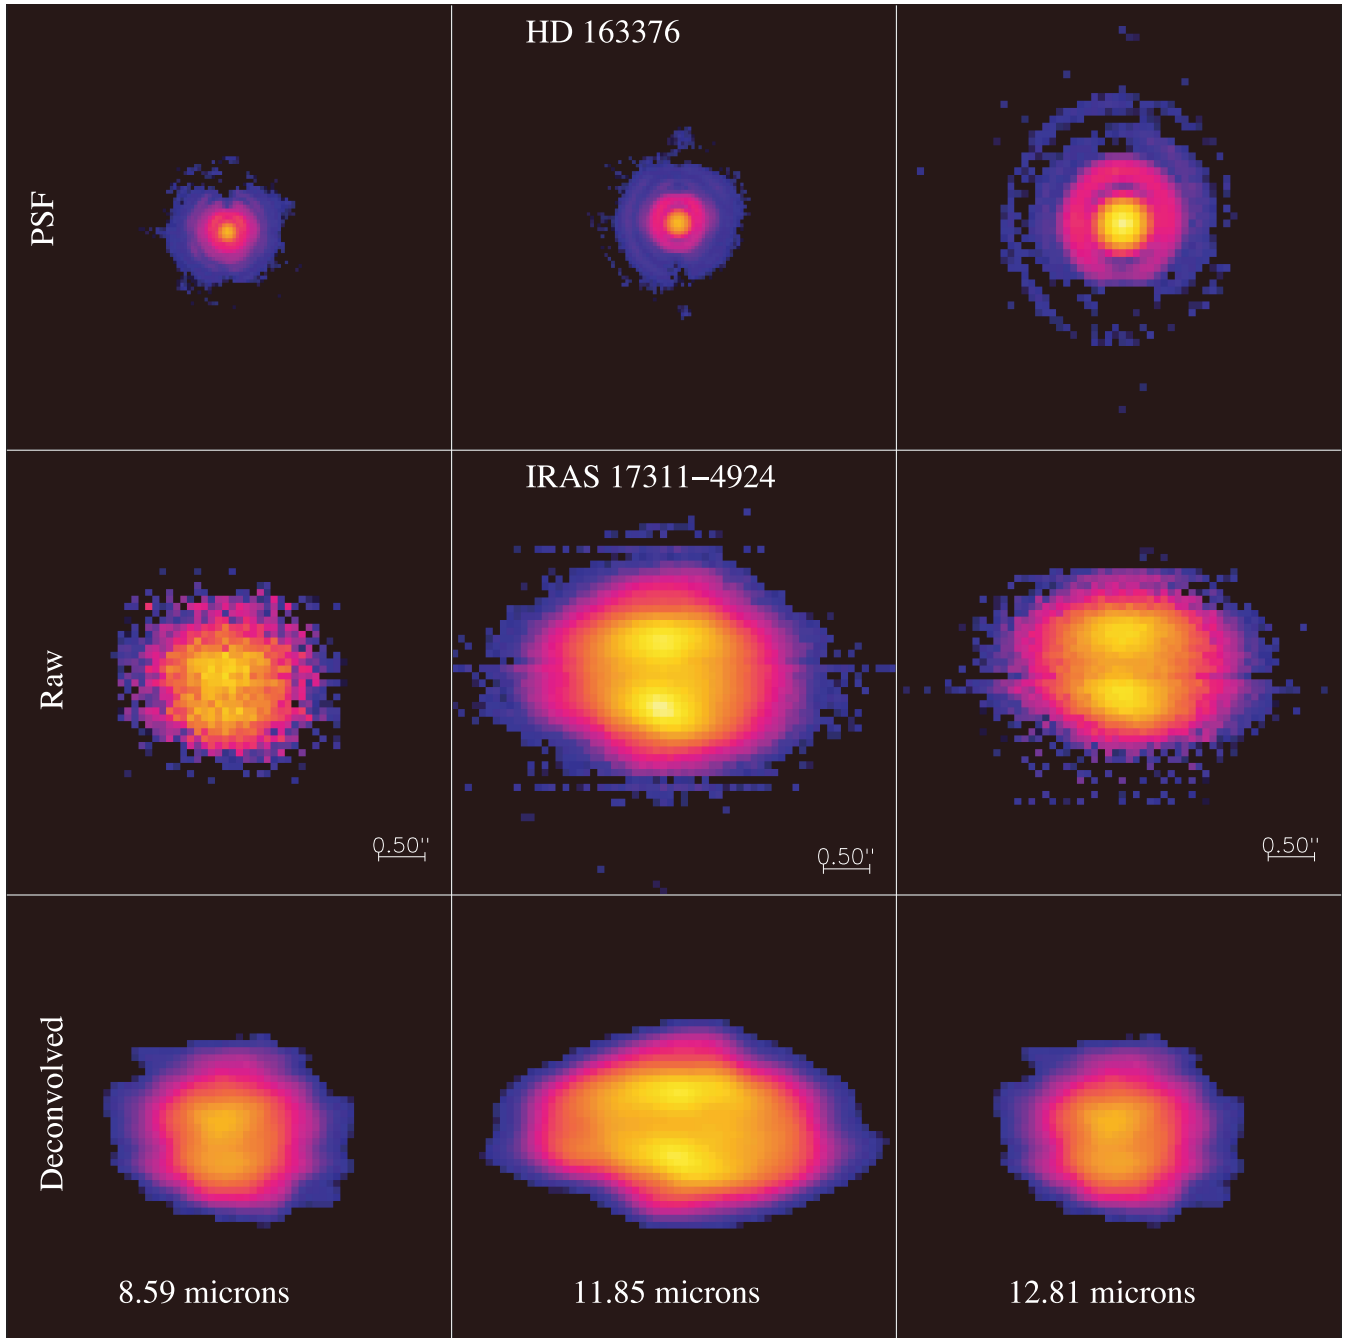 HD 163376
PSF
IRAS 17311−4924
Raw
0.50''
0.50''
0.50''
Deconvolved
8.59 microns
11.85 microns
12.81 microns